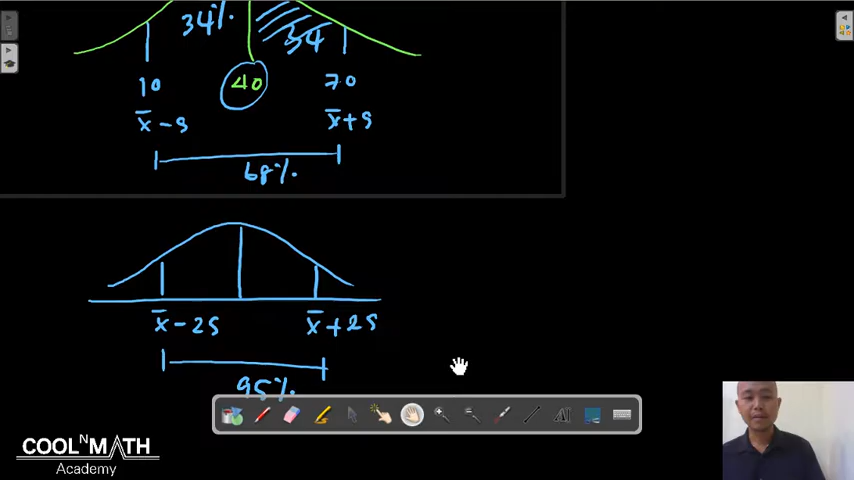 34%.
34
10
40
70
x̄-s
x̄+s
68%.
x̄-2s
x̄+2s
95%.
COOL N MATH
Academy